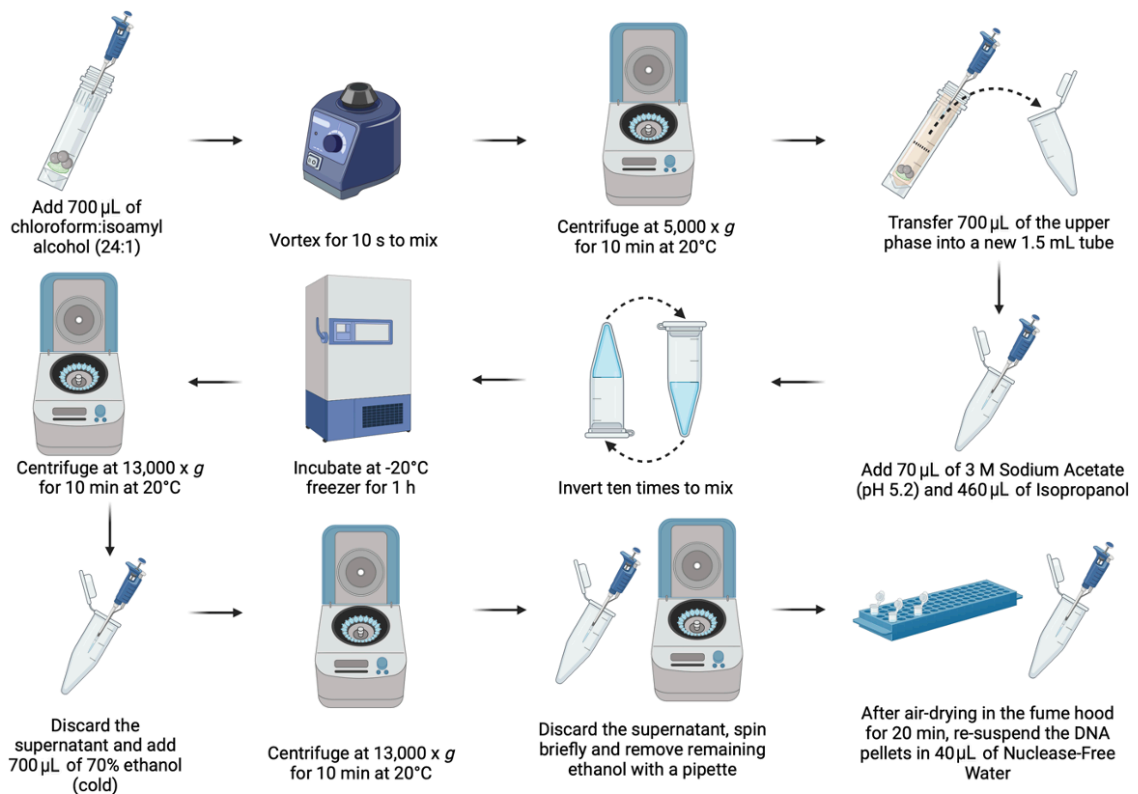 Add 700 µL of
chloroform:isoamyl
alcohol (24:1)
Vortex for 10 s to mix
Centrifuge at 5,000 x g
for 10 min at 20°C
Transfer 700 µL of the upper
phase into a new 1.5 mL tube
Add 70 µL of 3 M Sodium Acetate
(pH 5.2) and 460 µL of Isopropanol
Invert ten times to mix
Incubate at -20°C
freezer for 1 h
Centrifuge at 13,000 x g
for 10 min at 20°C
Discard the
supernatant and add
700 µL of 70% ethanol
(cold)
Centrifuge at 13,000 x g
for 10 min at 20°C
Discard the supernatant, spin
briefly and remove remaining
ethanol with a pipette
After air-drying in the fume hood
for 20 min, re-suspend the DNA
pellets in 40 µL of Nuclease-Free
Water